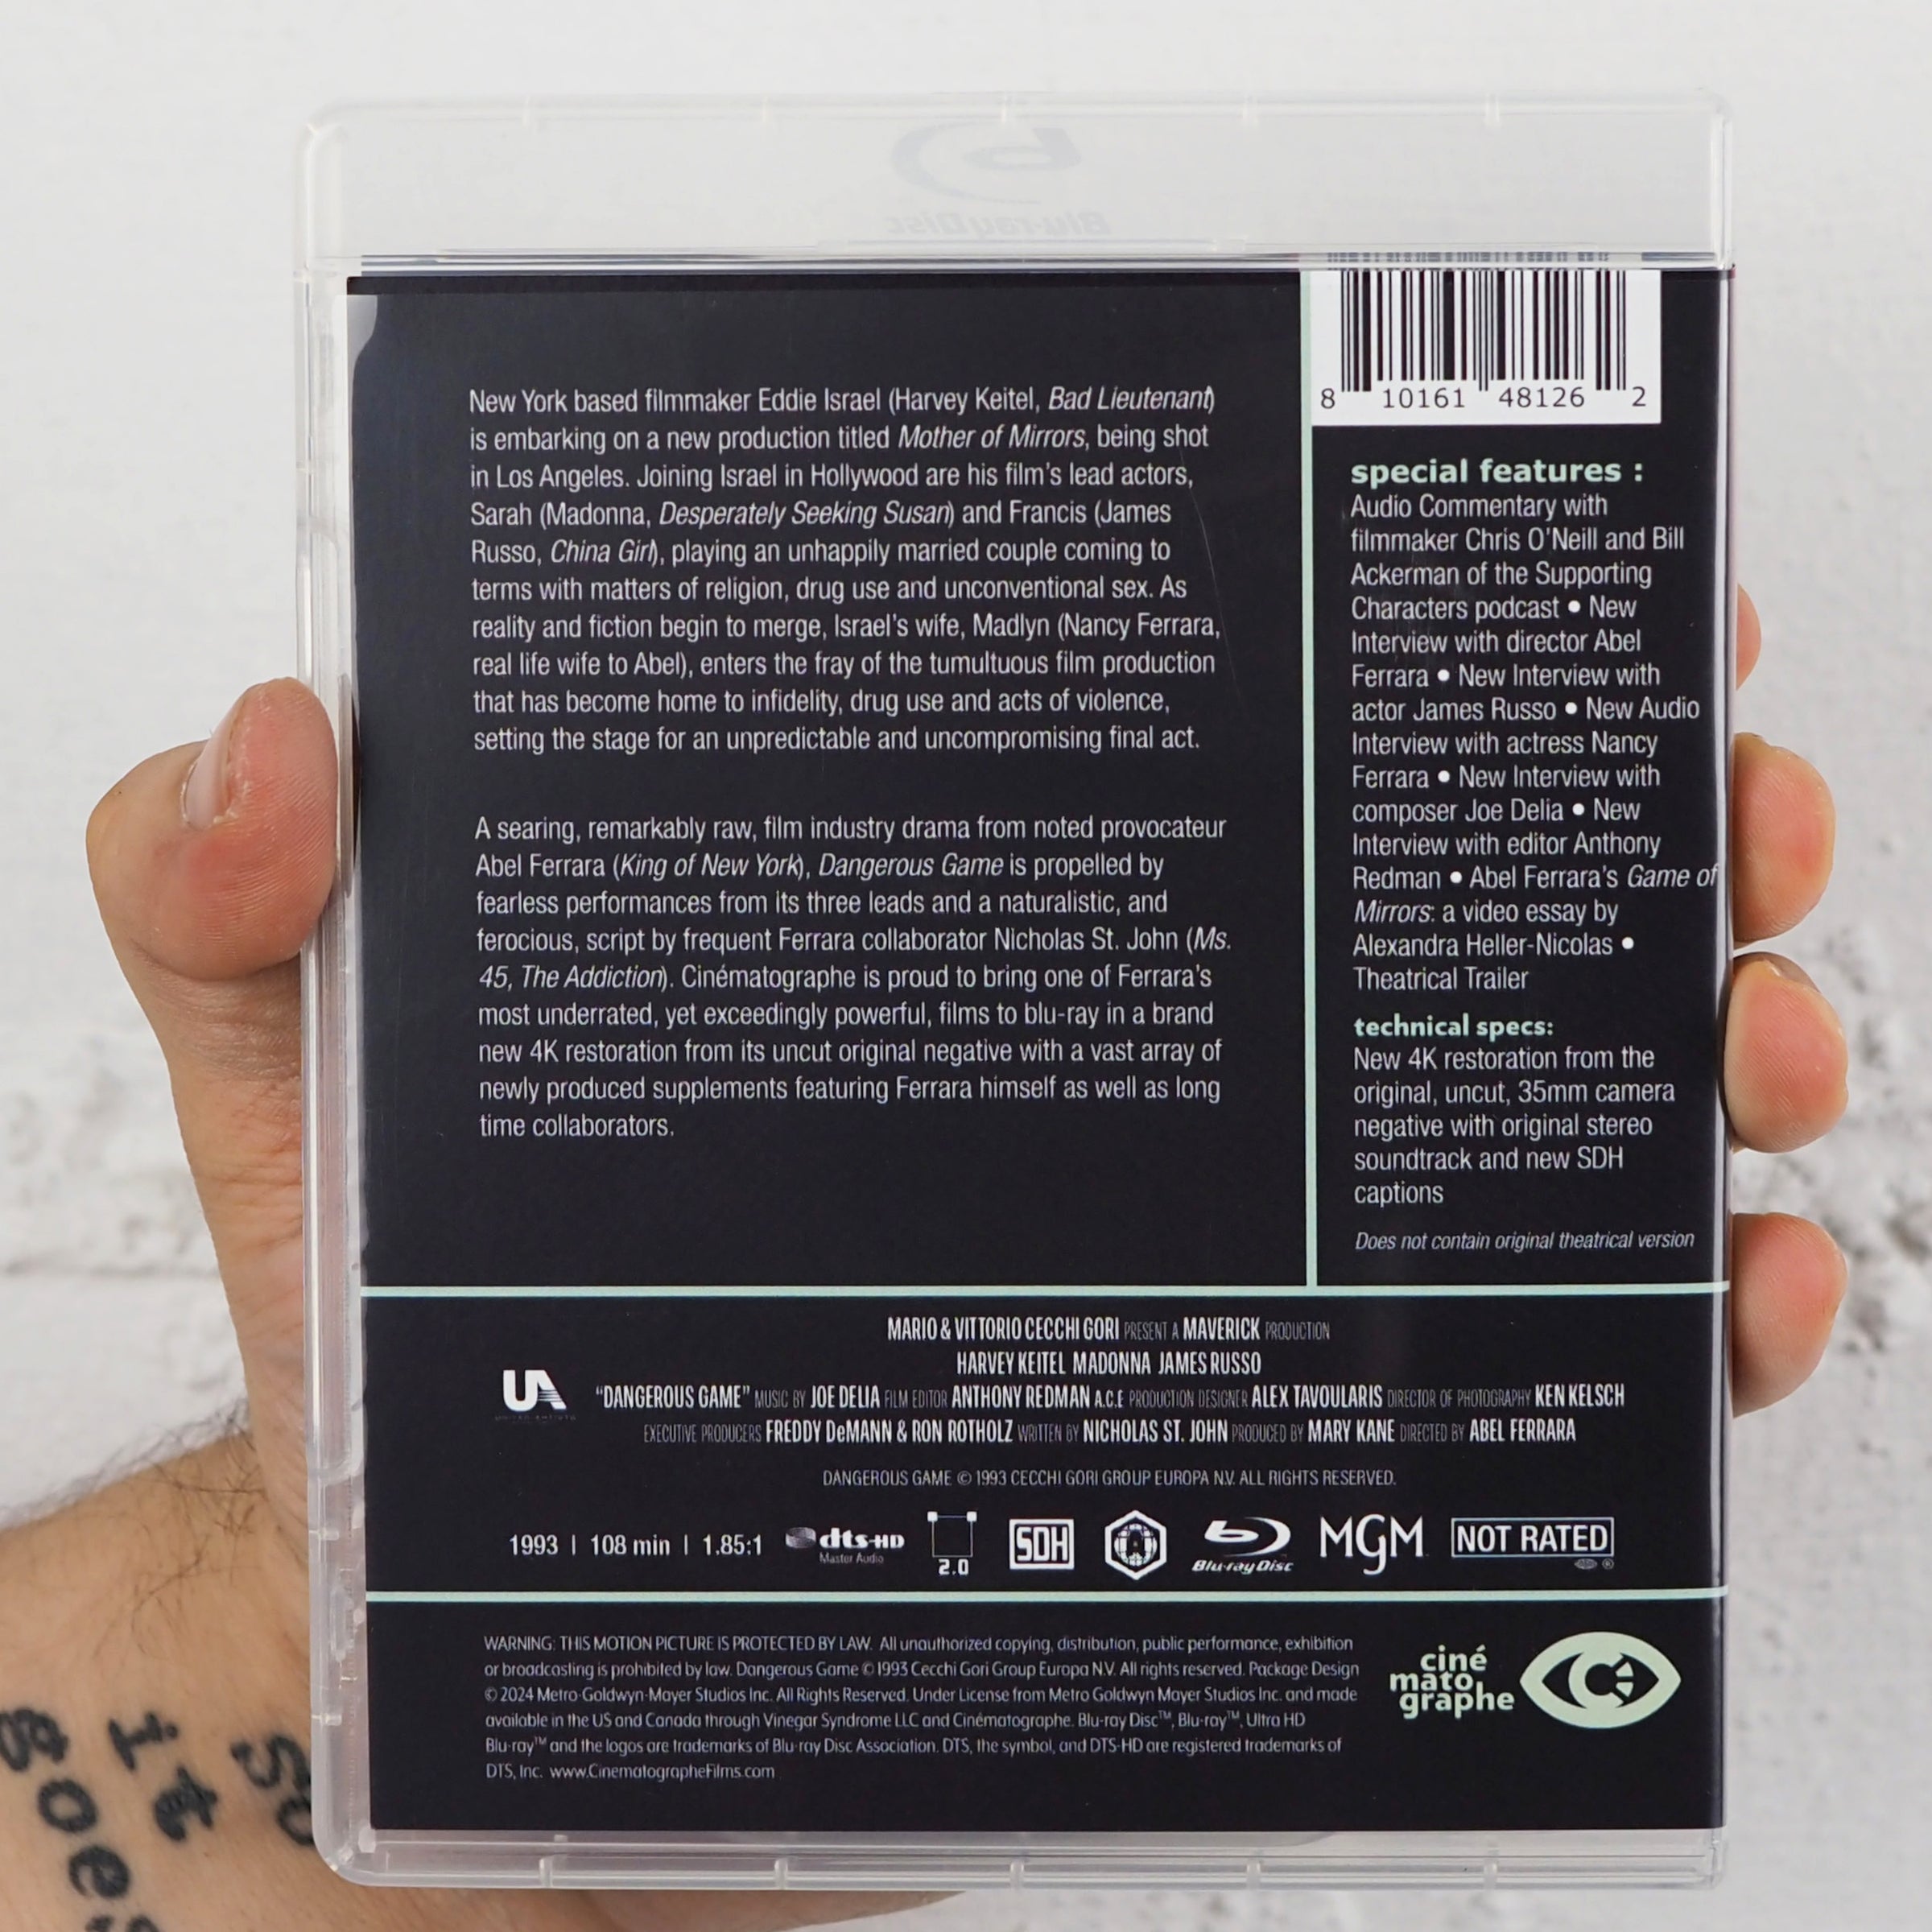 Blu-ray Disc
New York based filmmaker Eddie Israel (Harvey Keitel, Bad Lieutenant)
is embarking on a new production titled Mother of Mirrors, being shot
in Los Angeles. Joining Israel in Hollywood are his film's lead actors,
Sarah (Madonna, Desperately Seeking Susan) and Francis (James
Russo, China Girl), playing an unhappily married couple coming to
terms with matters of religion, drug use and unconventional sex. As
reality and fiction begin to merge, Israel's wife, Madlyn (Nancy Ferrara,
real life wife to Abel), enters the fray of the tumultuous film production
that has become home to infidelity, drug use and acts of violence,
setting the stage for an unpredictable and uncompromising final act.
A searing, remarkably raw, film industry drama from noted provocateur
Abel Ferrara (King of New York), Dangerous Game is propelled by
fearless performances from its three leads and a naturalistic, and
ferocious, script by frequent Ferrara collaborator Nicholas St. John (Ms.
45, The Addiction). Cinématographe is proud to bring one of Ferrara's
most underrated, yet exceedingly powerful, films to blu-ray in a brand
new 4K restoration from its uncut original negative with a vast array of
newly produced supplements featuring Ferrara himself as well as long
time collaborators.
8 10161 48126 2
special features :
Audio Commentary with
filmmaker Chris O'Neill and Bill
Ackerman of the Supporting
Characters podcast • New
Interview with director Abel
Ferrara • New Interview with
actor James Russo • New Audio
Interview with actress Nancy
Ferrara • New Interview with
composer Joe Delia • New
Interview with editor Anthony
Redman • Abel Ferrara's Game of
Mirrors: a video essay by
Alexandra Heller-Nicolas •
Theatrical Trailer
technical specs:
New 4K restoration from the
original, uncut, 35mm camera
negative with original stereo
soundtrack and new SDH
captions
Does not contain original theatrical version
MARIO & VITTORIO CECCHI GORI PRESENT A MAVERICK PRODUCTION
HARVEY KEITEL MADONNA JAMES RUSSO
UA
UNITED ARTISTS
"DANGEROUS GAME" MUSIC BY JOE DELIA FILM EDITOR ANTHONY REDMAN A.C.E PRODUCTION DESIGNER ALEX TAVOULARIS DIRECTOR OF PHOTOGRAPHY KEN KELSCH
EXECUTIVE PRODUCERS FREDDY DeMANN & RON ROTHOLZ WRITTEN BY NICHOLAS ST. JOHN PRODUCED BY MARY KANE DIRECTED BY ABEL FERRARA
DANGEROUS GAME © 1993 CECCHI GORI GROUP EUROPA N.V. ALL RIGHTS RESERVED.
1993 | 108 min | 1.85:1 dts-HD Master Audio 2.0 SDH A Blu-ray Disc MGM NOT RATED
WARNING: THIS MOTION PICTURE IS PROTECTED BY LAW. All unauthorized copying, distribution, public performance, exhibition
or broadcasting is prohibited by law. Dangerous Game © 1993 Cecchi Gori Group Europa N.V. All rights reserved. Package Design
© 2024 Metro-Goldwyn-Mayer Studios Inc. All Rights Reserved. Under License from Metro Goldwyn Mayer Studios Inc. and made
available in the US and Canada through Vinegar Syndrome LLC and Cinématographe. Blu-ray Disc™, Blu-ray™, Ultra HD
Blu-ray™ and the logos are trademarks of Blu-ray Disc Association. DTS, the symbol, and DTS-HD are registered trademarks of
DTS, Inc. www.CinematographeFilms.com
ciné
mato
graphe
So
it
goes